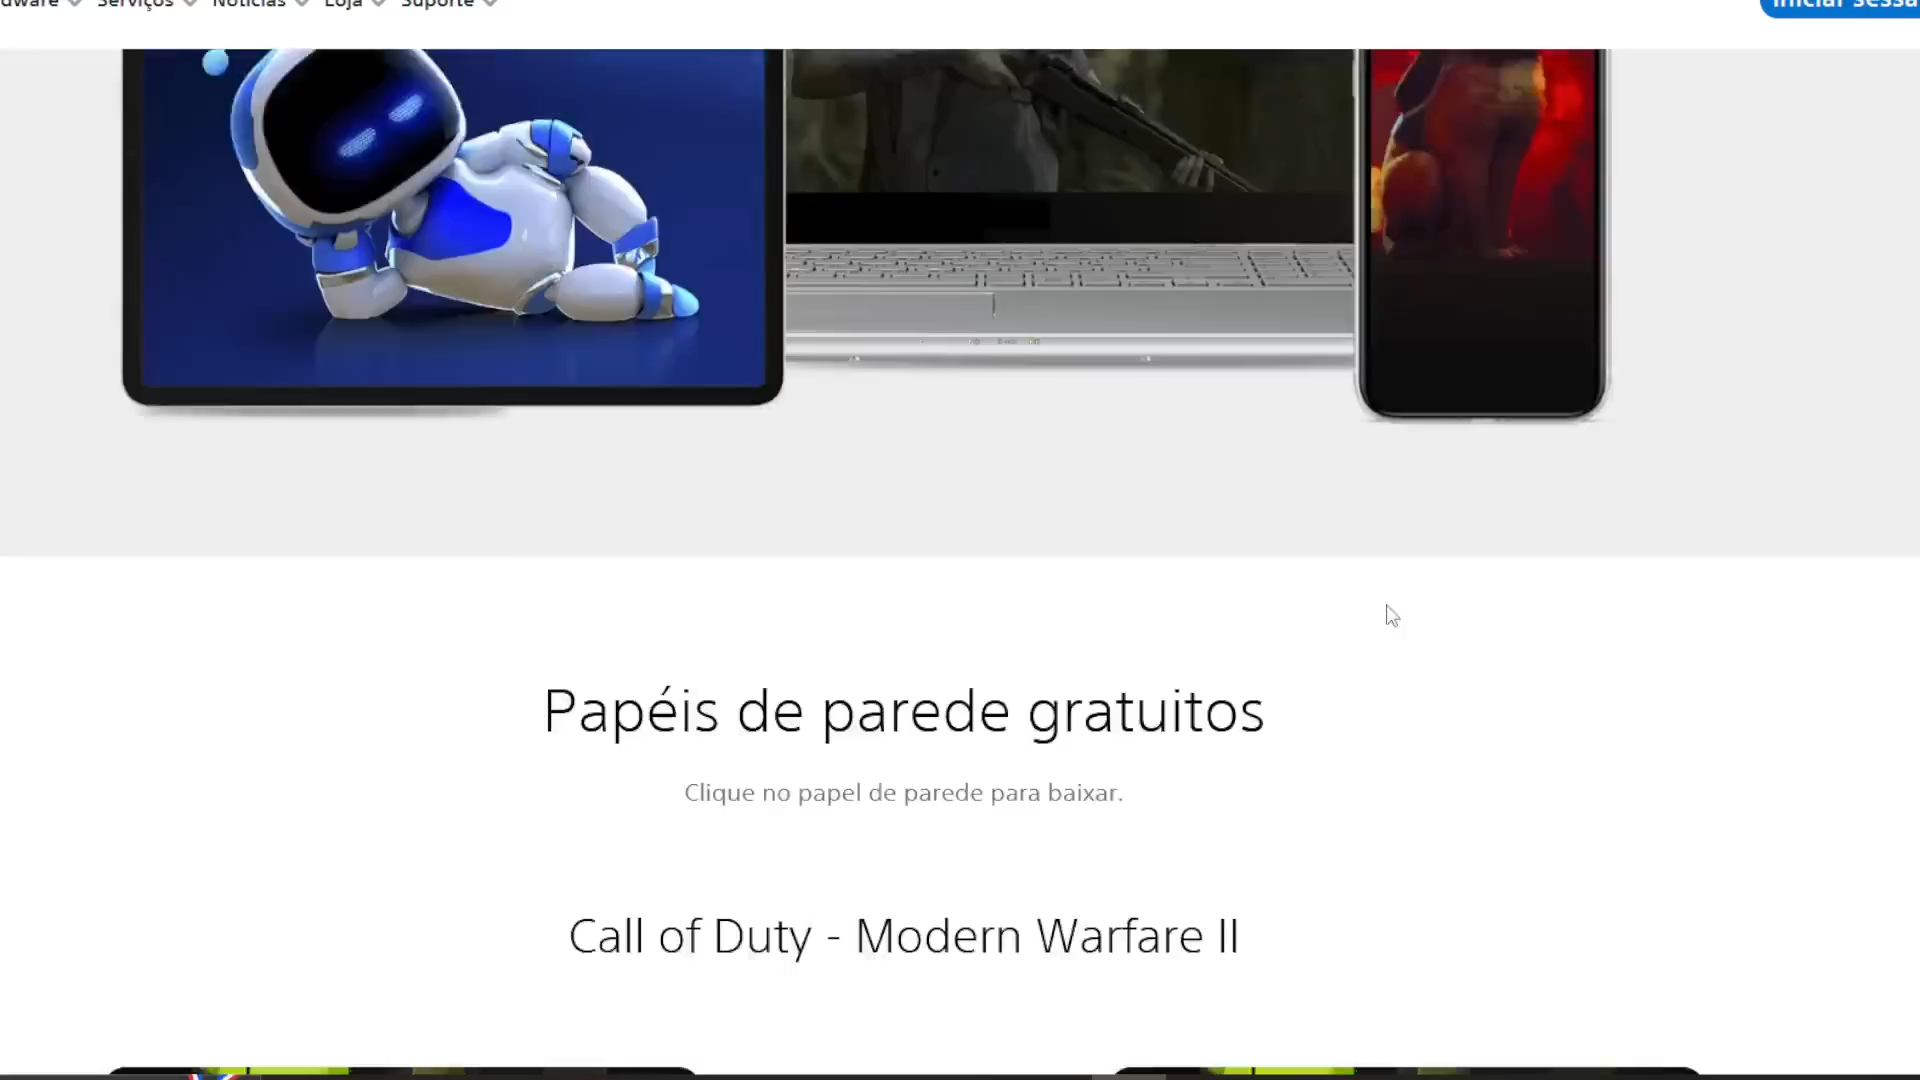 Serviços Notícias Loja Suporte
Iniciar
Papéis de parede gratuitos
Clique no papel de parede para baixar.
Call of Duty - Modern Warfare II